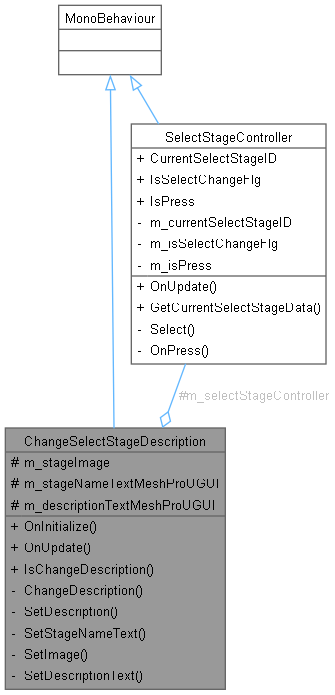 MonoBehaviour
SelectStageController
+ CurrentSelectStageID
+ IsSelectChangeFlg
+ IsPress
- m_currentSelectStageID
- m_isSelectChangeFlg
- m_isPress
+ OnUpdate()
+ GetCurrentSelectStageData()
- Select()
- OnPress()
#m_selectStageController
ChangeSelectStageDescription
# m_stageImage
# m_stageNameTextMeshProUGUI
# m_descriptionTextMeshProUGUI
+ OnInitialize()
+ OnUpdate()
+ IsChangeDescription()
- ChangeDescription()
- SetDescription()
- SetStageNameText()
- SetImage()
- SetDescriptionText()